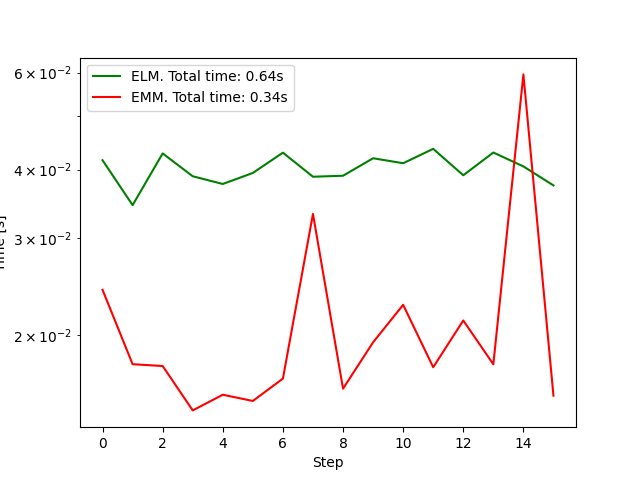 ELM. Total time: 0.64s
EMM. Total time: 0.34s
6 × 10⁻²
4 × 10⁻²
3 × 10⁻²
2 × 10⁻²
Time [s]
0 2 4 6 8 10 12 14
Step